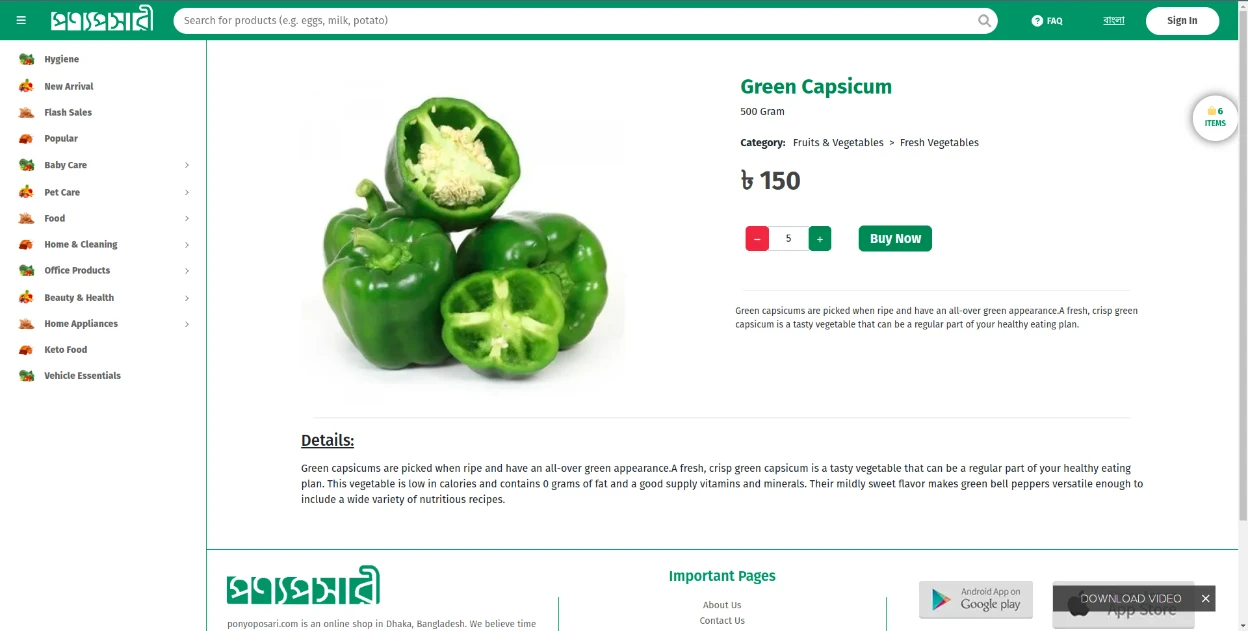 পণ্যপসারী
Search for products (e.g. eggs, milk, potato)
? FAQ
বাংলা
Sign In
Hygiene
New Arrival
Flash Sales
Popular
Baby Care
Pet Care
Food
Home & Cleaning
Office Products
Beauty & Health
Home Appliances
Keto Food
Vehicle Essentials
Green Capsicum
500 Gram
Category: Fruits & Vegetables > Fresh Vegetables
৳ 150
– 5 +
Buy Now
6
ITEMS
Green capsicums are picked when ripe and have an all-over green appearance.A fresh, crisp green
capsicum is a tasty vegetable that can be a regular part of your healthy eating plan.
Details:
Green capsicums are picked when ripe and have an all-over green appearance.A fresh, crisp green capsicum is a tasty vegetable that can be a regular part of your healthy eating
plan. This vegetable is low in calories and contains 0 grams of fat and a good supply vitamins and minerals. Their mildly sweet flavor makes green bell peppers versatile enough to
include a wide variety of nutritious recipes.
পণ্যপসারী
ponyoposari.com is an online shop in Dhaka, Bangladesh. We believe time
Important Pages
About Us
Contact Us
Android App on
Google play
DOWNLOAD VIDEO ×
App Store